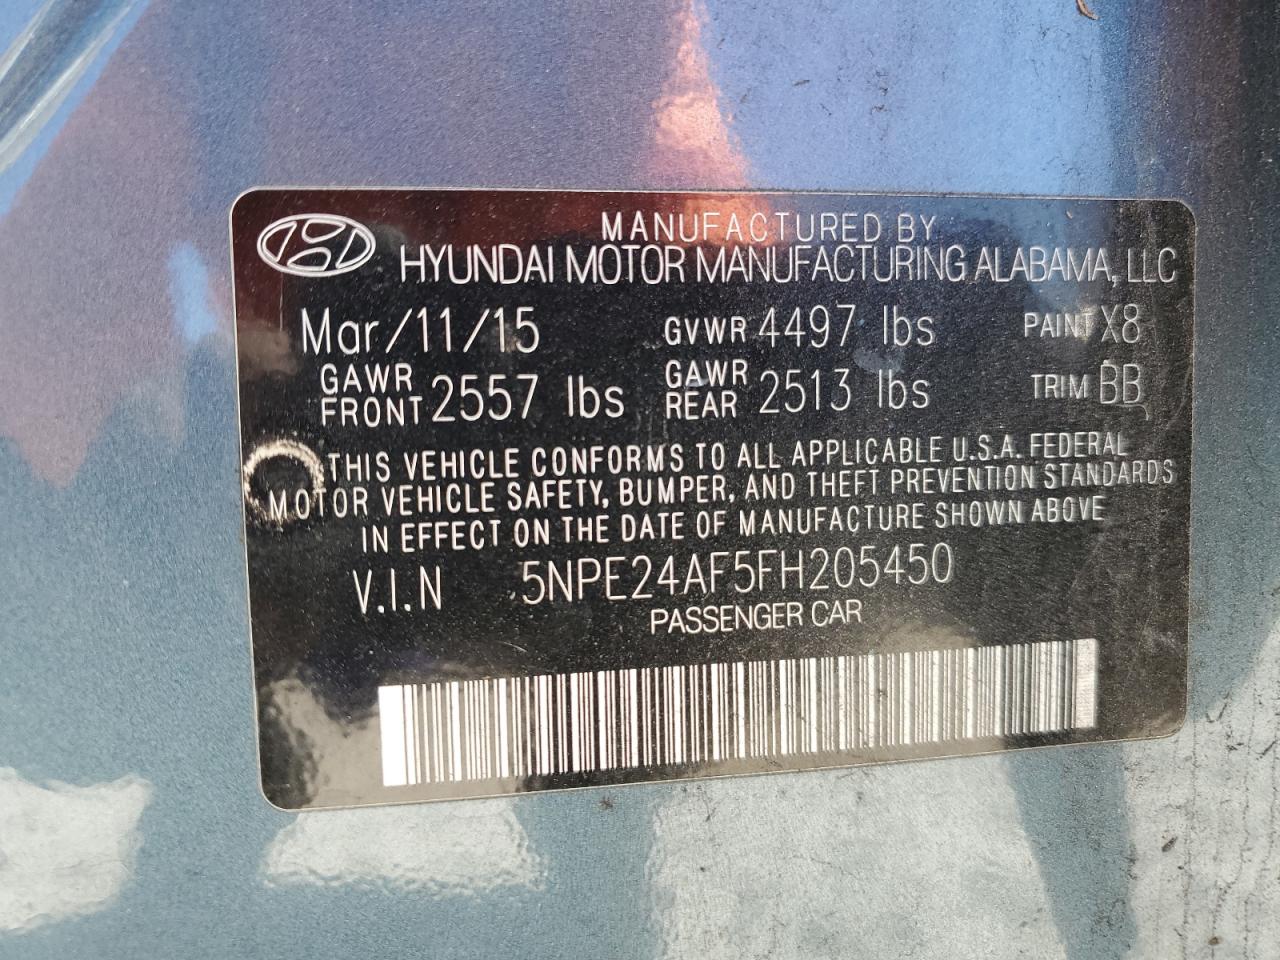 MANUFACTURED BY
HYUNDAI MOTOR MANUFACTURING ALABAMA, LLC
Mar/11/15 GVWR 4497 lbs PAINT X8
GAWR FRONT 2557 lbs GAWR REAR 2513 lbs TRIM BB
THIS VEHICLE CONFORMS TO ALL APPLICABLE U.S.A. FEDERAL
MOTOR VEHICLE SAFETY, BUMPER, AND THEFT PREVENTION STANDARDS
IN EFFECT ON THE DATE OF MANUFACTURE SHOWN ABOVE
V.I.N 5NPE24AF5FH205450
PASSENGER CAR